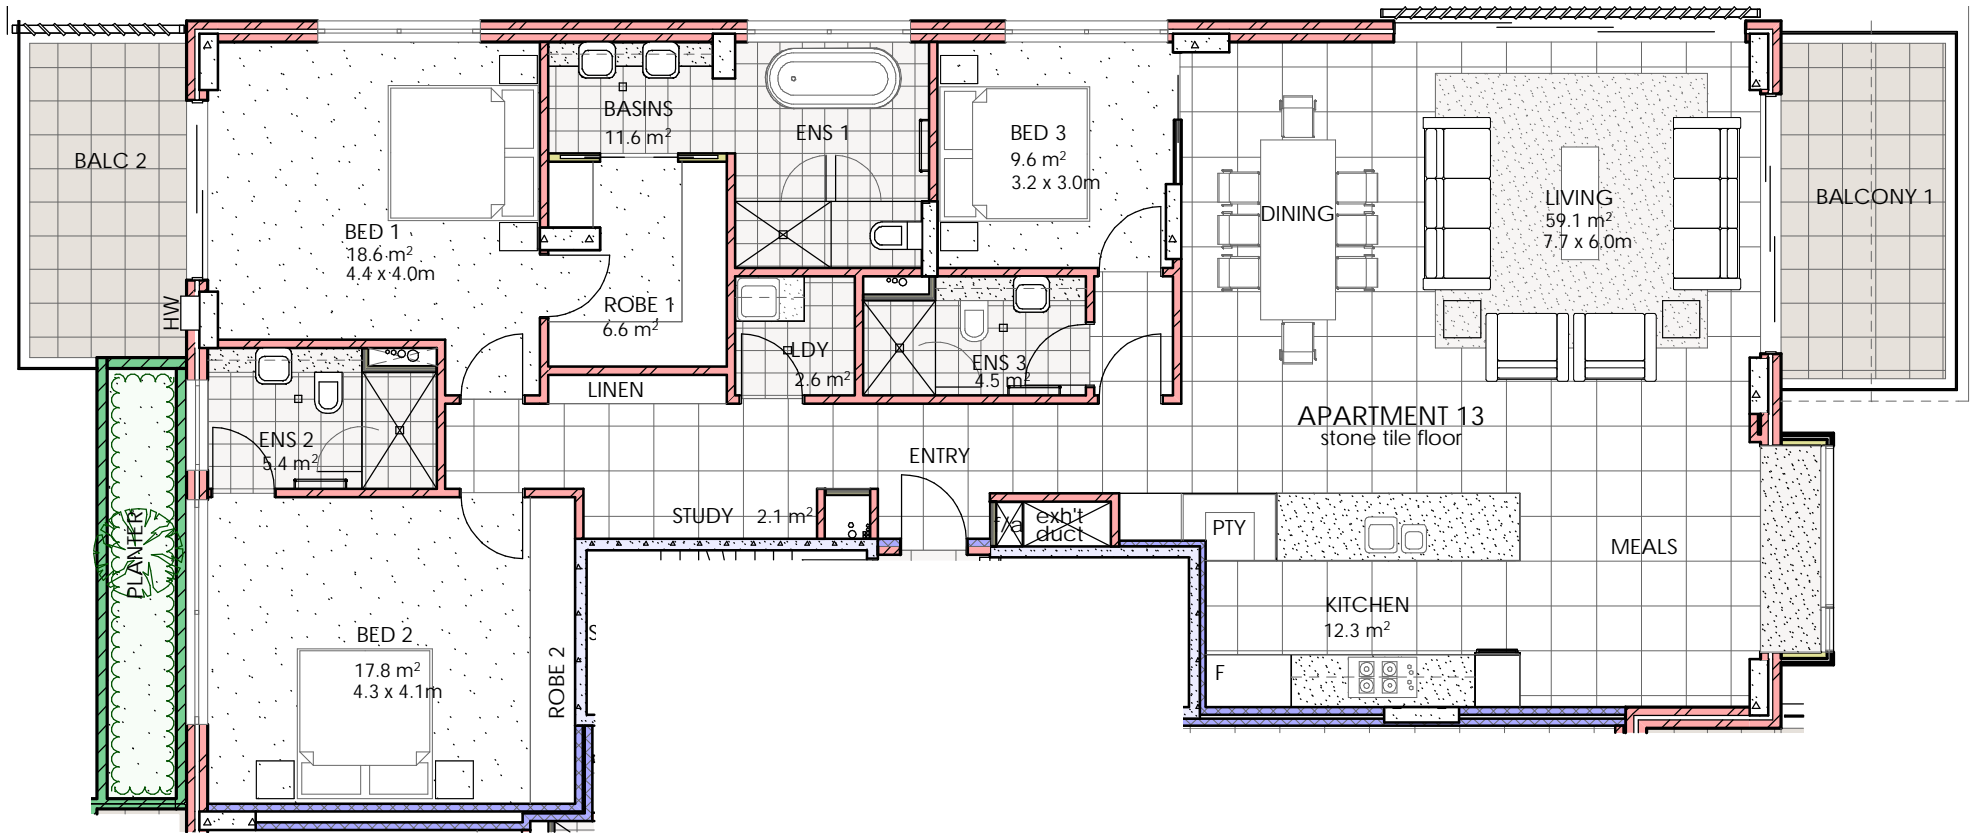 BALC 2
HW
PLANTER
BED 1
18.6 m²
4.4 x 4.0m
BASINS
11.6 m²
ENS 1
ROBE 1
6.6 m²
LINEN
LDY
2.6 m²
BED 3
9.6 m²
3.2 x 3.0m
ENS 3
4.5 m²
DINING
LIVING
59.1 m²
7.7 x 6.0m
BALCONY 1
APARTMENT 13
stone tile floor
ENS 2
5.4 m²
ENTRY
STUDY 2.1 m²
f/a
exh't
duct
PTY
MEALS
KITCHEN
12.3 m²
F
BED 2
17.8 m²
4.3 x 4.1m
ROBE 2
S